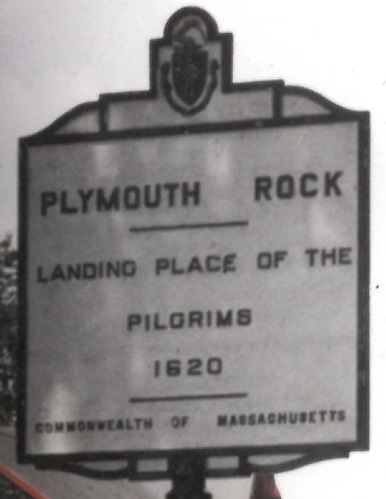 PLYMOUTH ROCK
LANDING PLACE OF THE
PILGRIMS
1620
COMMONWEALTH OF MASSACHUSETTS